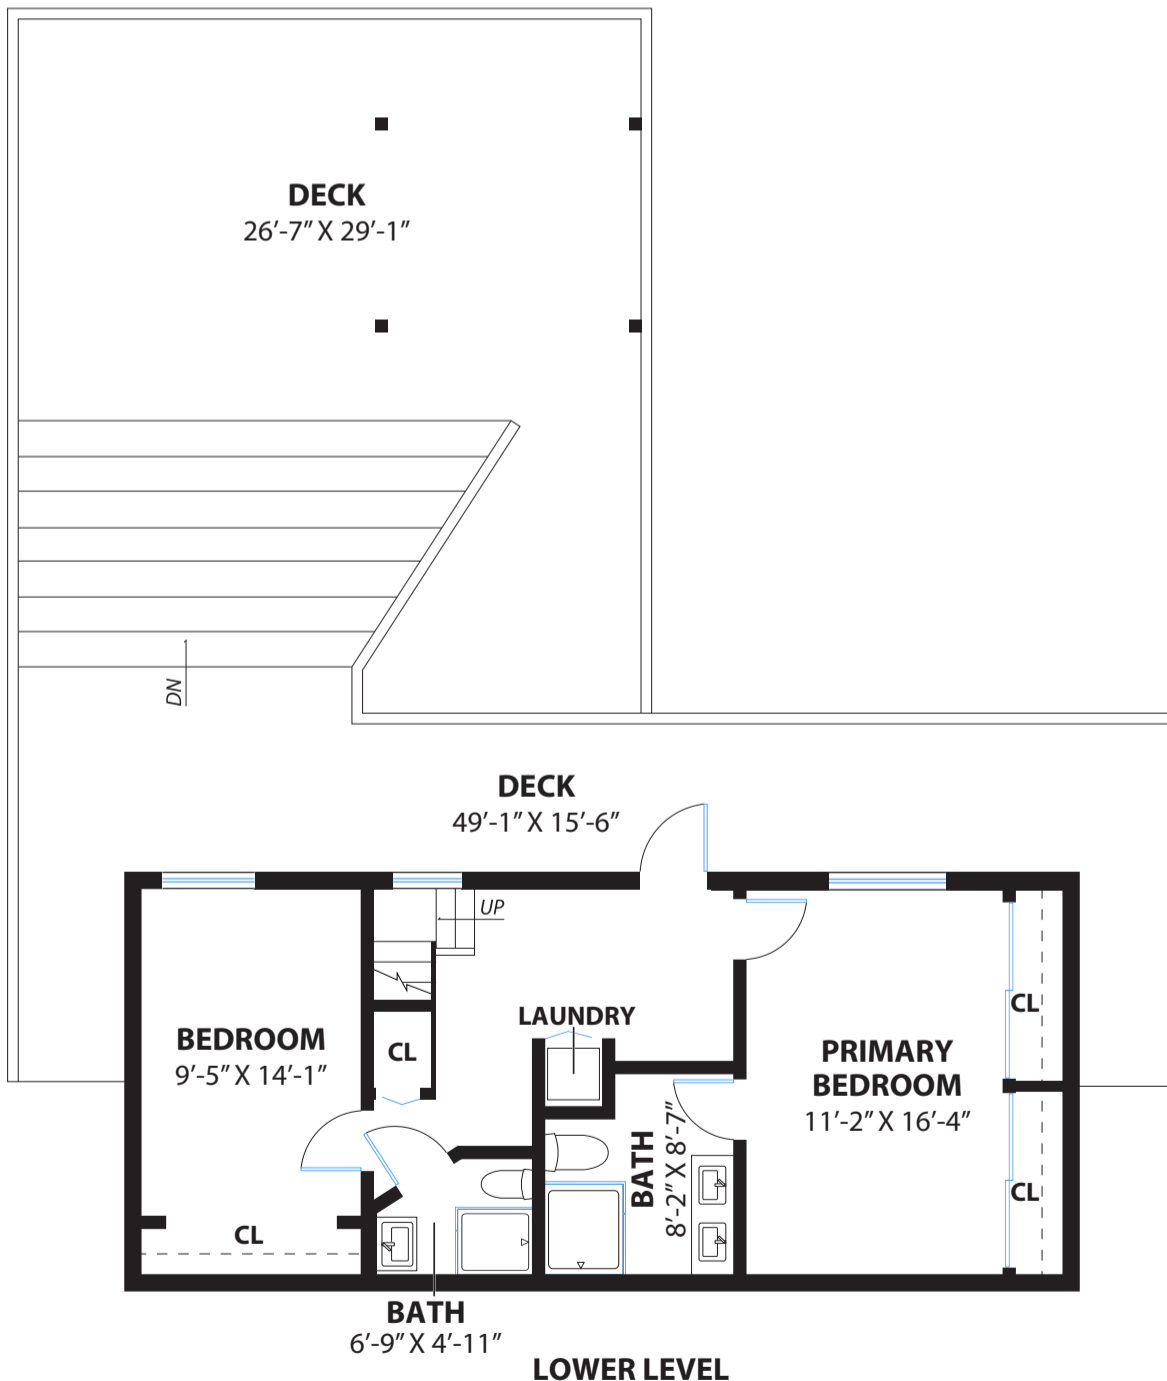 DECK
26’-7” X 29’-1”
DN
DECK
49’-1” X 15’-6”
UP
LAUNDRY
BEDROOM
9’-5” X 14’-1”
CL
CL
PRIMARY
BEDROOM
11’-2” X 16’-4”
BATH
8’-2” X 8’-7”
CL
CL
BATH
6’-9” X 4’-11”
LOWER LEVEL